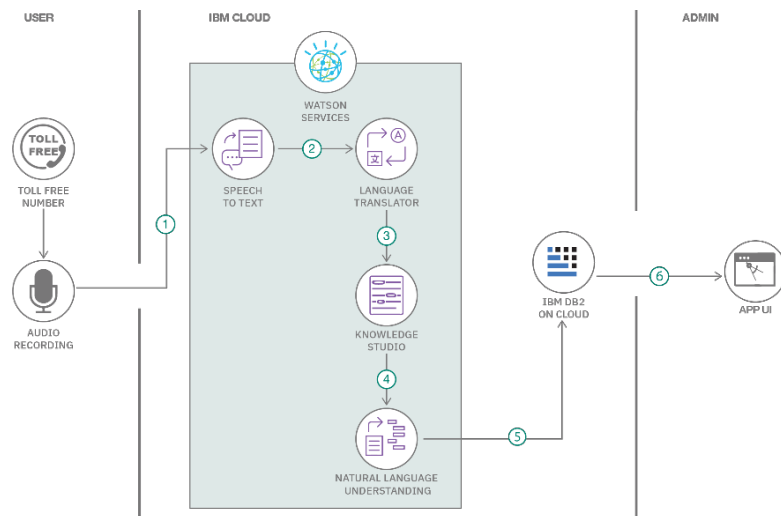 USER
IBM CLOUD
ADMIN
WATSON
SERVICES
TOLL
FREE
TOLL FREE
NUMBER
1
SPEECH
TO TEXT
2
A
文
LANGUAGE
TRANSLATOR
3
AUDIO
RECORDING
KNOWLEDGE
STUDIO
4
NATURAL LANGUAGE
UNDERSTANDING
5
IBM DB2
ON CLOUD
6
APP UI